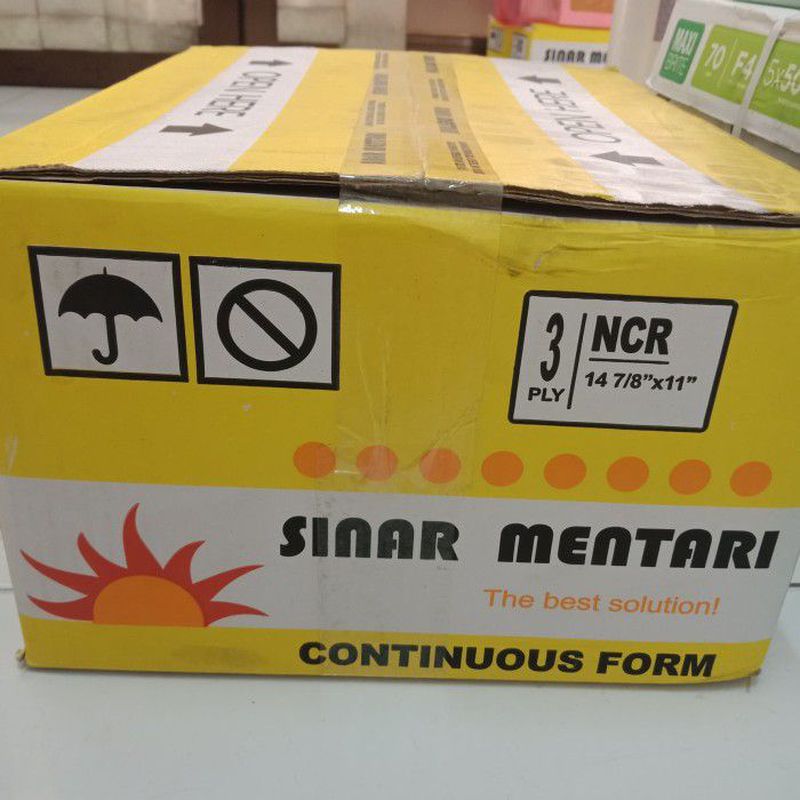 SINAR M
MAXI
BRITE
70
F4
5x50
OPEN HERE
OPEN HERE
3
PLY
NCR
14 7/8"x11"
SINAR MENTARI
The best solution!
CONTINUOUS FORM